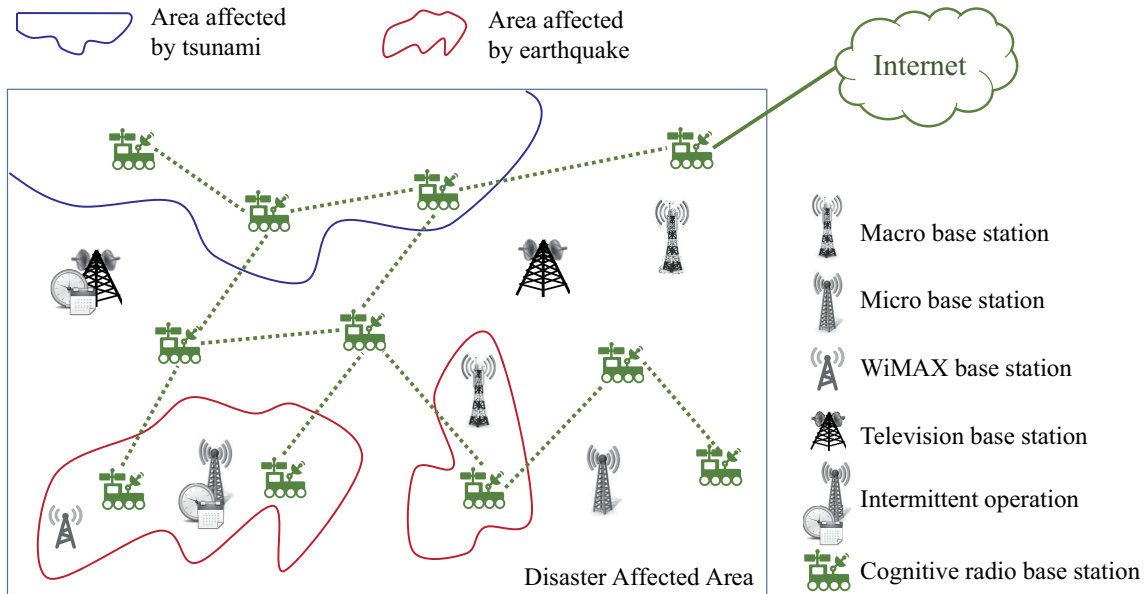 Area affected
by tsunami
Area affected
by earthquake
Internet
Macro base station
Micro base station
WiMAX base station
Television base station
Intermittent operation
Cognitive radio base station
Disaster Affected Area